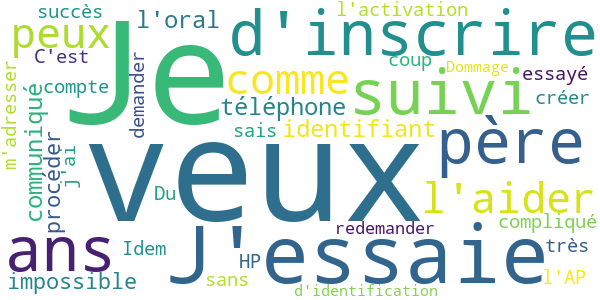 succès
l'oral
l'activation
peux
Je
d'inscrire
C'est
coup
Dommage
essayé
comme
suivi
compte
demander
téléphone
créer
m'adresser
communiqué
j'ai
procéder
sais
identifiant
père
veux
Du
l'aider
compliqué
ans
J'essaie
redemander
Idem
très
HP
impossible
sans
l'AP
d'identification